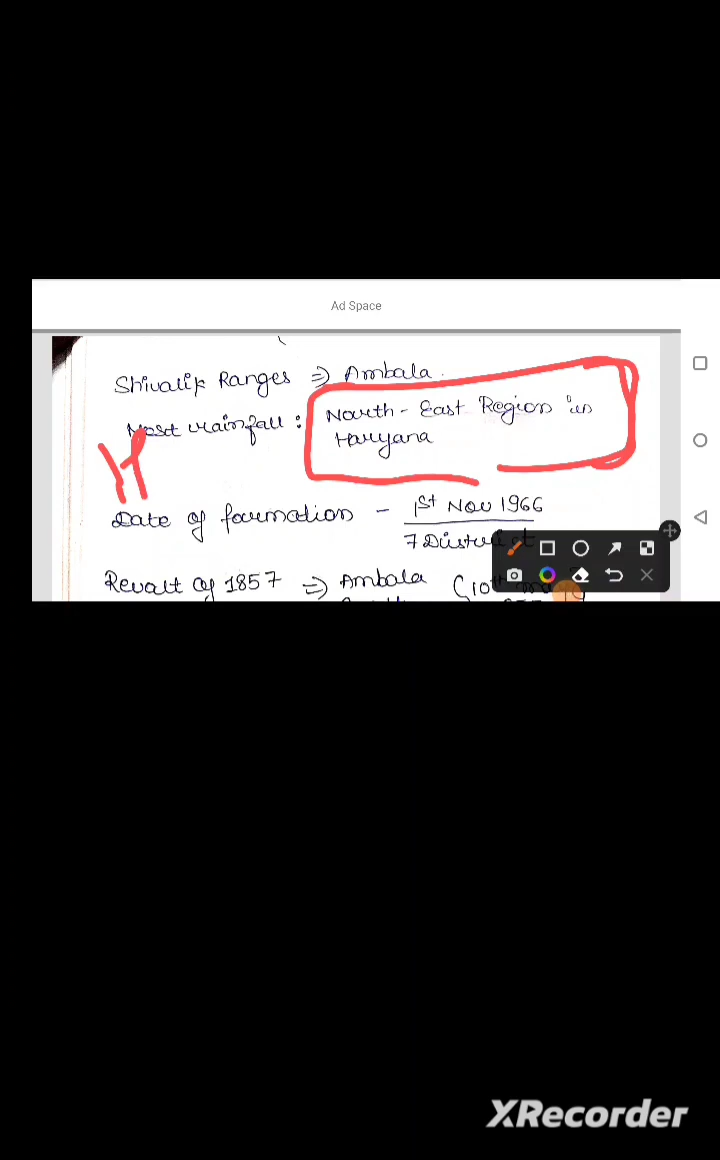 Ad Space
Shivalik Ranges ⇒ Ambala.
Most rainfall : North - East Region in
Haryana
Date of formation - 1st Nov 1966
7 District
Revolt of 1857 ⇒ Ambala (10th
XRecorder